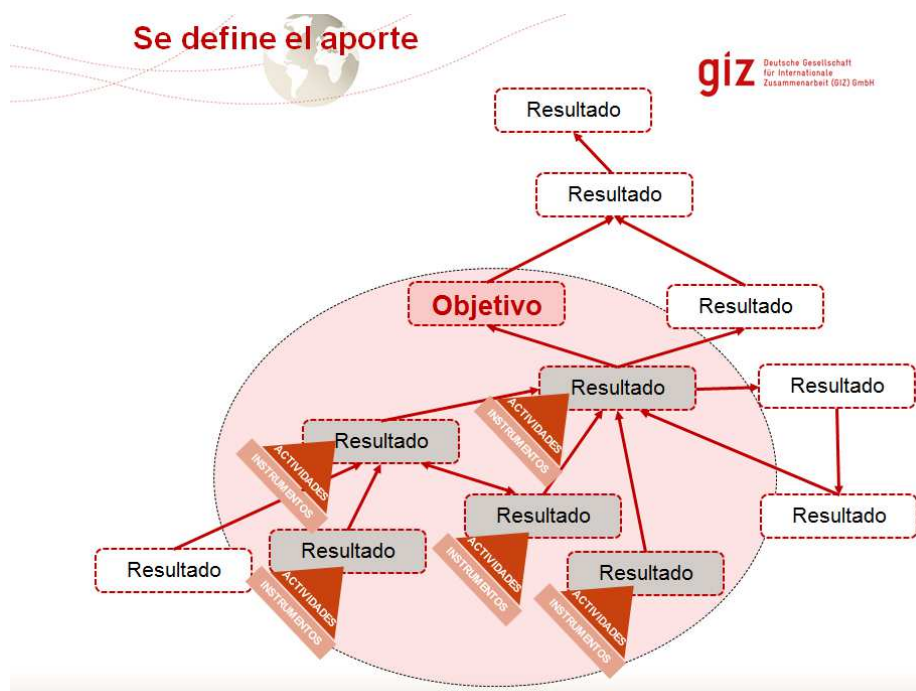 Se define el aporte
giz
Deutsche Gesellschaft
für Internationale
Zusammenarbeit (GIZ) GmbH
Resultado
Resultado
Objetivo
Resultado
Resultado
Resultado
ACTIVIDADES
INSTRUMENTOS
Resultado
ACTIVIDADES
INSTRUMENTOS
Resultado
Resultado
Resultado
Resultado
ACTIVIDADES
INSTRUMENTOS
ACTIVIDADES
INSTRUMENTOS
Resultado
Resultado
ACTIVIDADES
INSTRUMENTOS